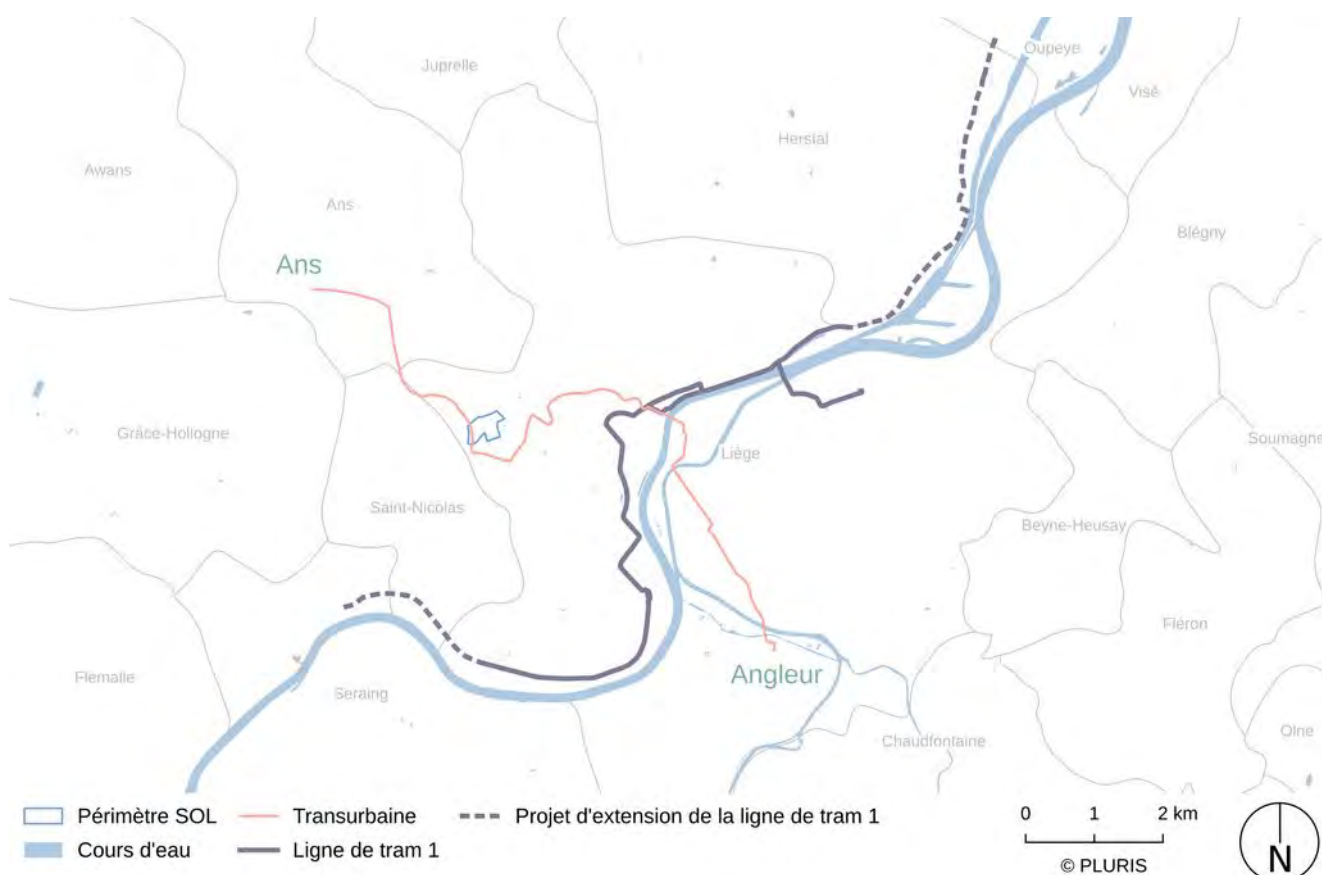 Oupeye
Juprelle
Visé
Herstal
Awans
Ans
Blégny
Ans
Grâce-Hollogne
Soumagne
Liège
Saint-Nicolas
Beyne-Heusay
Fléron
Flemalle
Angleur
Seraing
Olne
Chaudfontaine
Périmètre SOL
Transurbaine
Projet d'extension de la ligne de tram 1
0 1 2 km
Cours d'eau
Ligne de tram 1
© PLURIS
N